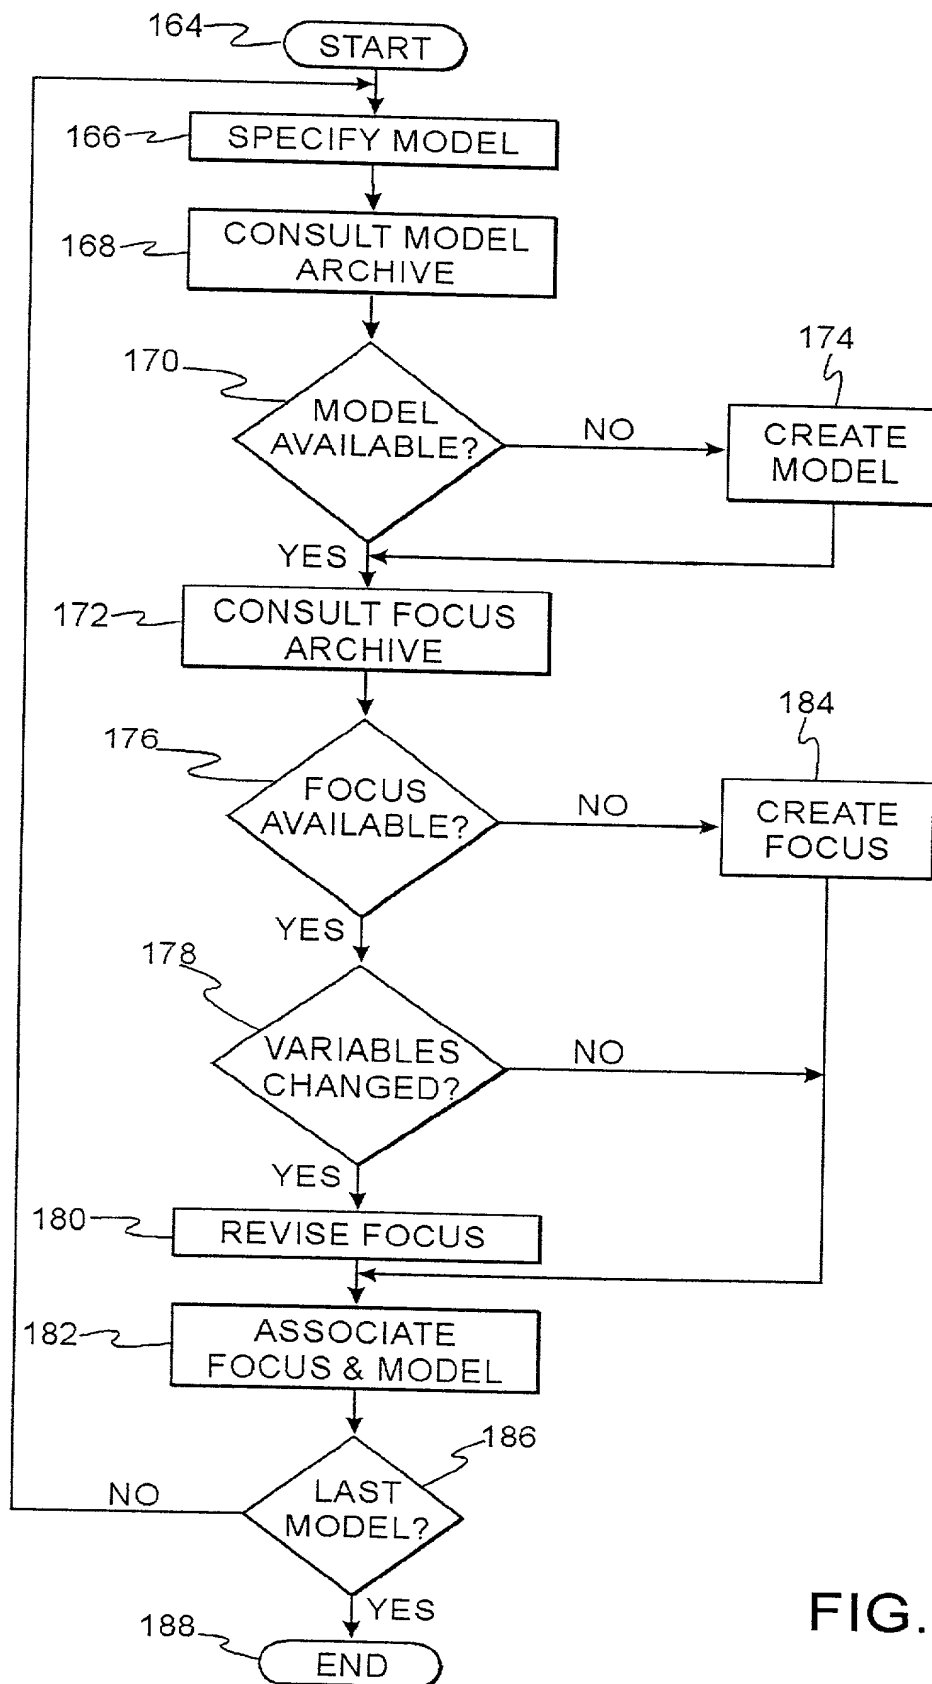 164
START
166
SPECIFY MODEL
168
CONSULT MODEL
ARCHIVE
170
MODEL
AVAILABLE?
NO
174
CREATE
MODEL
YES
172
CONSULT FOCUS
ARCHIVE
176
FOCUS
AVAILABLE?
NO
184
CREATE
FOCUS
YES
178
VARIABLES
CHANGED?
NO
YES
180
REVISE FOCUS
182
ASSOCIATE
FOCUS & MODEL
186
LAST
MODEL?
NO
YES
188
END
FIG.